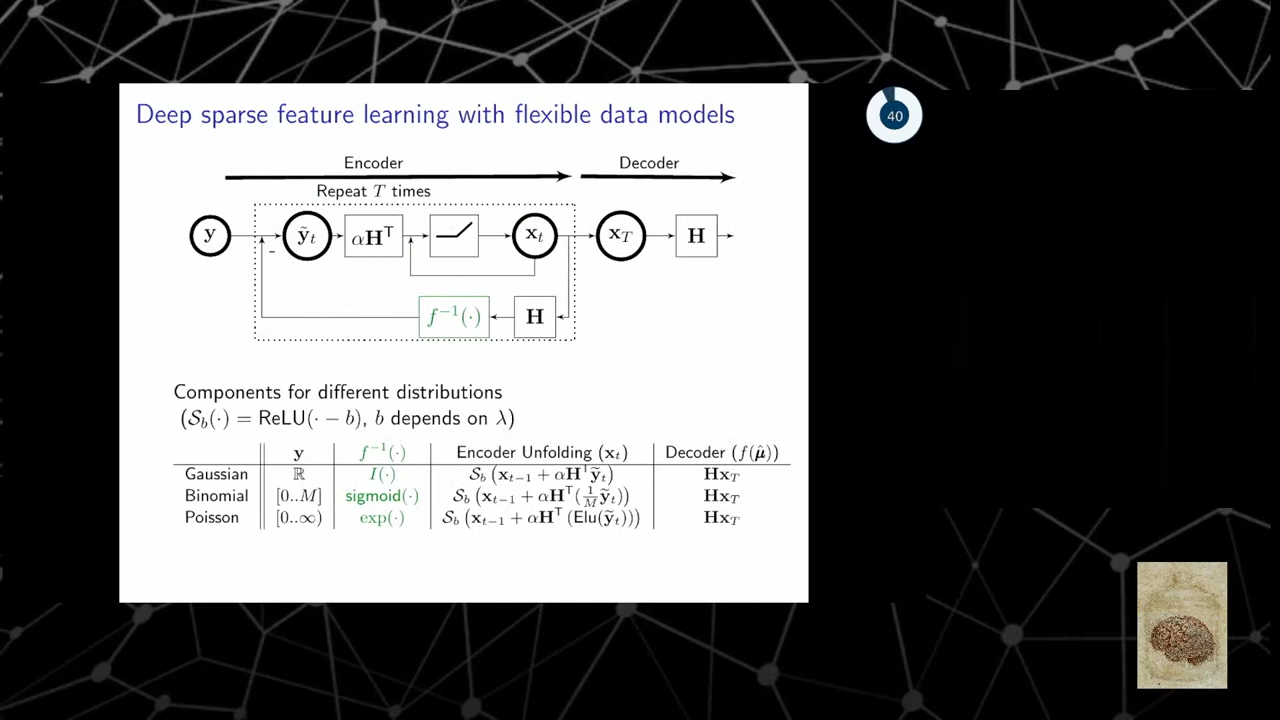 Deep sparse feature learning with flexible data models
40
Encoder
Decoder
Repeat T times
y
ỹ_t
αH^T
x_t
x_T
H
-
f^{-1}(·)
H
Components for different distributions
(S_b(·) = ReLU(· − b), b depends on λ)
y f^{-1}(·) Encoder Unfolding (x_t) Decoder (f(μ̂))
Gaussian ℝ I(·) S_b (x_{t−1} + αH^T ỹ_t) Hx_T
Binomial [0..M] sigmoid(·) S_b (x_{t−1} + αH^T(1/M ỹ_t)) Hx_T
Poisson [0..∞) exp(·) S_b (x_{t−1} + αH^T (Elu(ỹ_t))) Hx_T